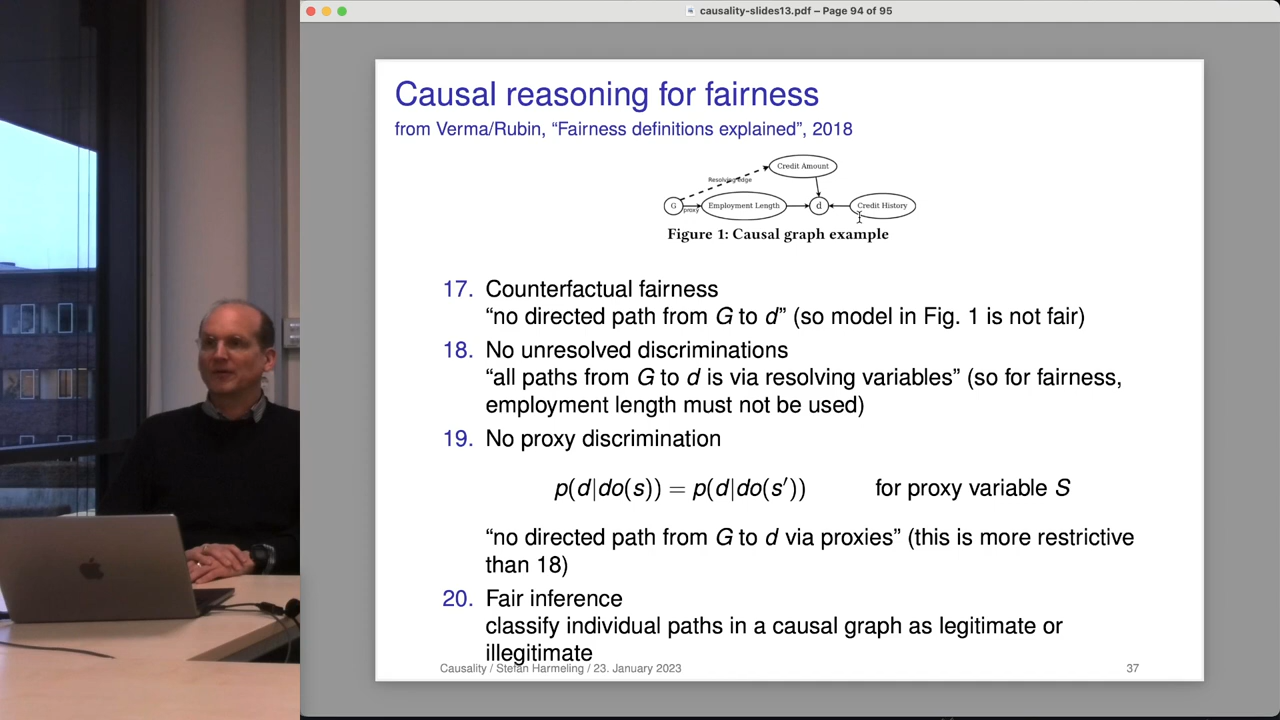 causality-slides13.pdf – Page 94 of 95
Causal reasoning for fairness
from Verma/Rubin, “Fairness definitions explained”, 2018
Credit Amount
Resolving edge
G
proxy
Employment Length
d
Credit History
Figure 1: Causal graph example
17. Counterfactual fairness
“no directed path from G to d” (so model in Fig. 1 is not fair)
18. No unresolved discriminations
“all paths from G to d is via resolving variables” (so for fairness,
employment length must not be used)
19. No proxy discrimination
p(d|do(s)) = p(d|do(s′)) for proxy variable S
“no directed path from G to d via proxies” (this is more restrictive
than 18)
20. Fair inference
classify individual paths in a causal graph as legitimate or
illegitimate
Causality / Stefan Harmeling / 23. January 2023 37